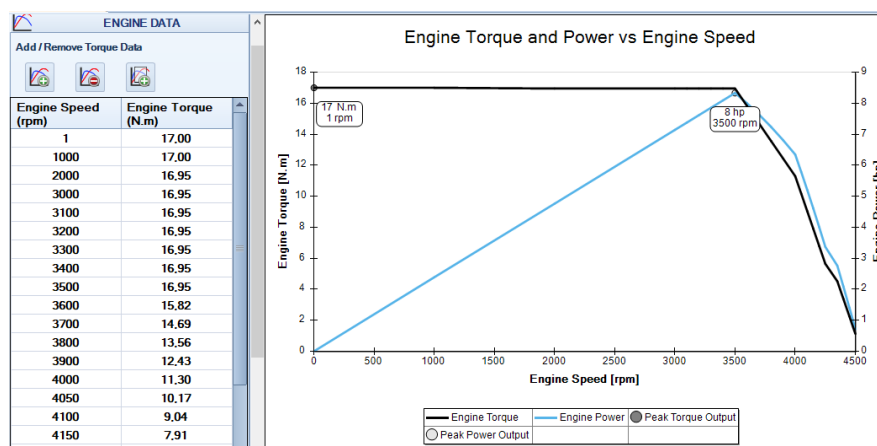 ENGINE DATA
Add / Remove Torque Data
Engine Speed (rpm) Engine Torque (N.m)
1 17,00
1000 17,00
2000 16,95
3000 16,95
3100 16,95
3200 16,95
3300 16,95
3400 16,95
3500 16,95
3600 15,82
3700 14,69
3800 13,56
3900 12,43
4000 11,30
4050 10,17
4100 9,04
4150 7,91
Engine Torque and Power vs Engine Speed
Engine Torque [N.m]
18
16
14
12
10
8
6
4
2
0
17 N.m
1 rpm
8 hp
3500 rpm
9
8
7
6
5
4
3
2
1
0
Engine Power [hp]
0 500 1000 1500 2000 2500 3000 3500 4000 4500
Engine Speed [rpm]
Engine Torque Engine Power Peak Torque Output
Peak Power Output